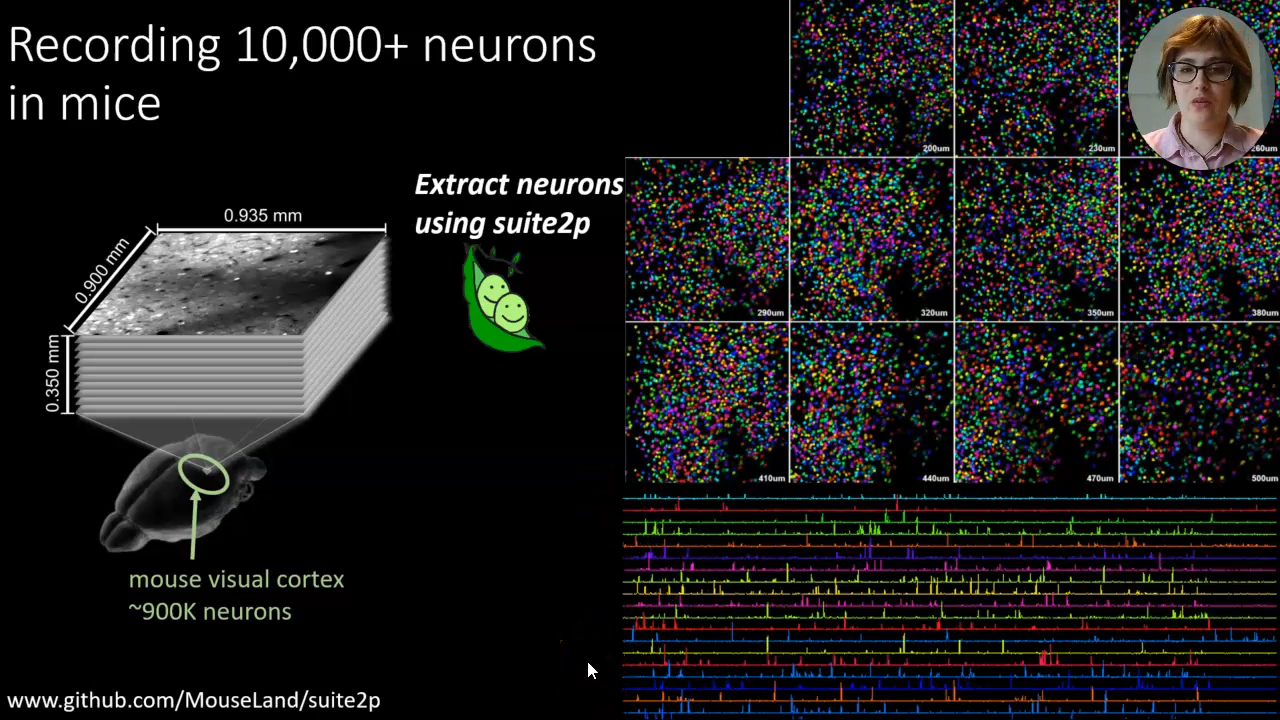 Recording 10,000+ neurons
in mice
200um
230um
260um
Extract neurons
using suite2p
0.935 mm
0.900 mm
0.350 mm
290um
320um
350um
380um
410um
440um
470um
500um
mouse visual cortex
~900K neurons
www.github.com/MouseLand/suite2p